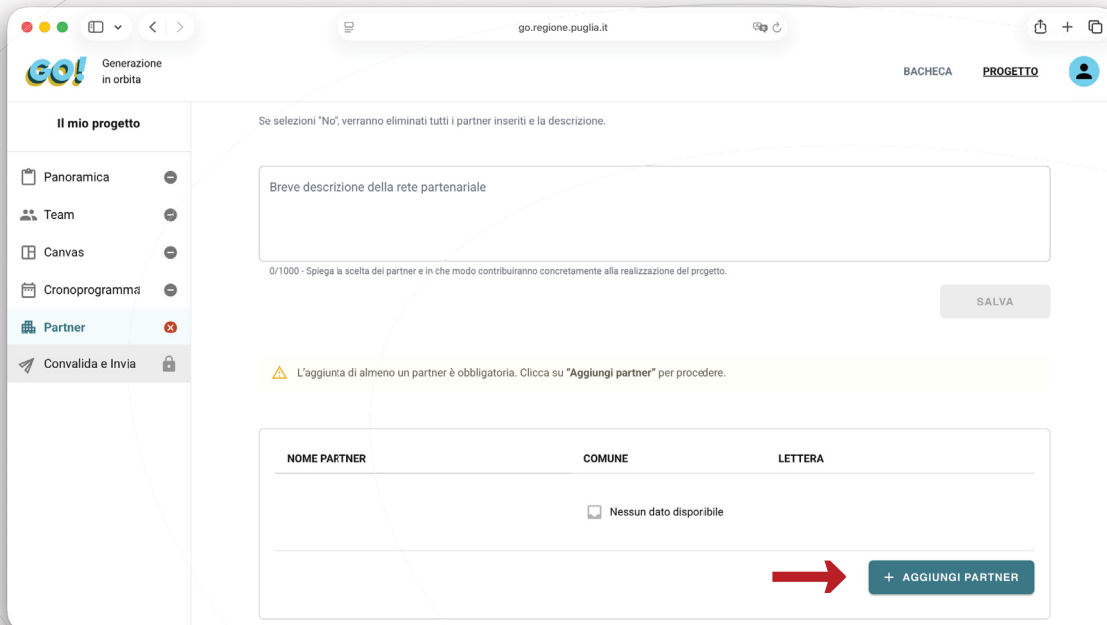 go.regione.puglia.it
GO!
Generazione
in orbita
BACHECA
PROGETTO
Il mio progetto
Panoramica
Team
Canvas
Cronoprogramma
Partner
Convalida e Invia
Se selezioni "No", verranno eliminati tutti i partner inseriti e la descrizione.
Breve descrizione della rete partenariale
0/1000 - Spiega la scelta dei partner e in che modo contribuiranno concretamente alla realizzazione del progetto.
SALVA
L'aggiunta di almeno un partner è obbligatoria. Clicca su "Aggiungi partner" per procedere.
NOME PARTNER COMUNE LETTERA
Nessun dato disponibile
+ AGGIUNGI PARTNER